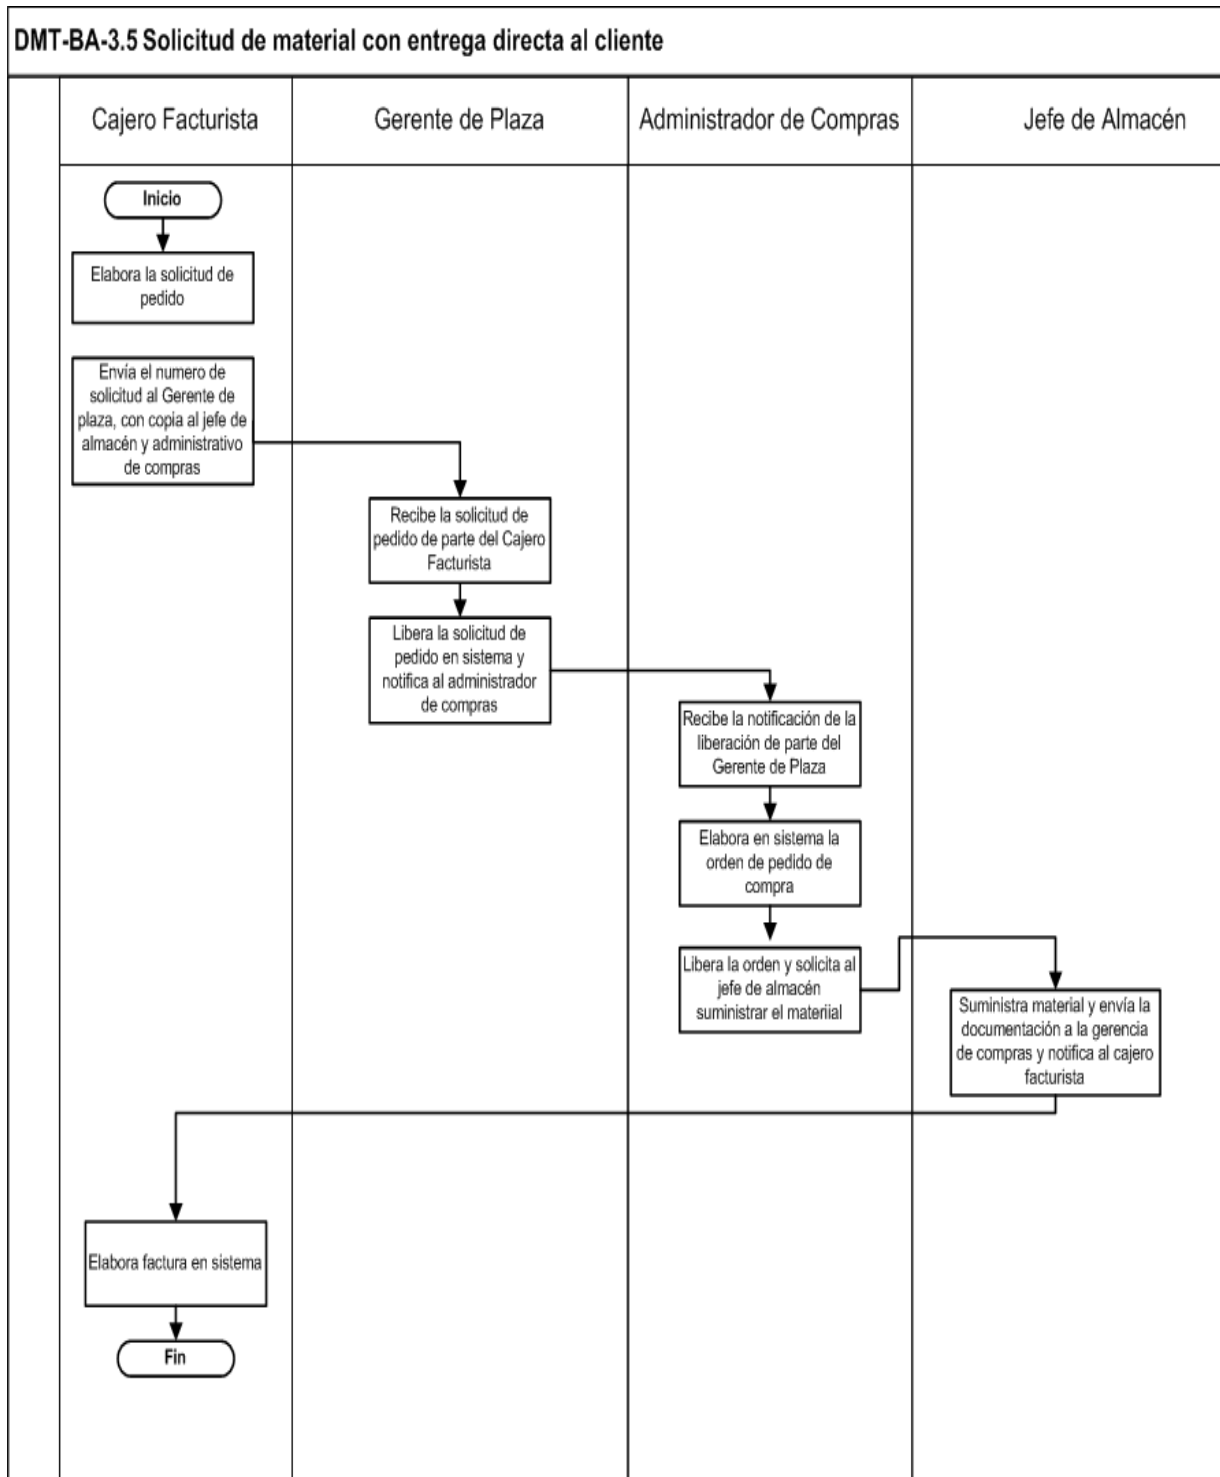 DMT-BA-3.5 Solicitud de material con entrega directa al cliente
Cajero Facturista
Gerente de Plaza
Administrador de Compras
Jefe de Almacén
Inicio
Elabora la solicitud de
pedido
Envía el numero de
solicitud al Gerente de
plaza, con copia al jefe de
almacén y administrativo
de compras
Recibe la solicitud de
pedido de parte del Cajero
Facturista
Libera la solicitud de
pedido en sistema y
notifica al administrador
de compras
Recibe la notificación de la
liberación de parte del
Gerente de Plaza
Elabora en sistema la
orden de pedido de
compra
Libera la orden y solicita al
jefe de almacén
suministrar el materiial
Suministra material y envía la
documentación a la gerencia
de compras y notifica al cajero
facturista
Elabora factura en sistema
Fin